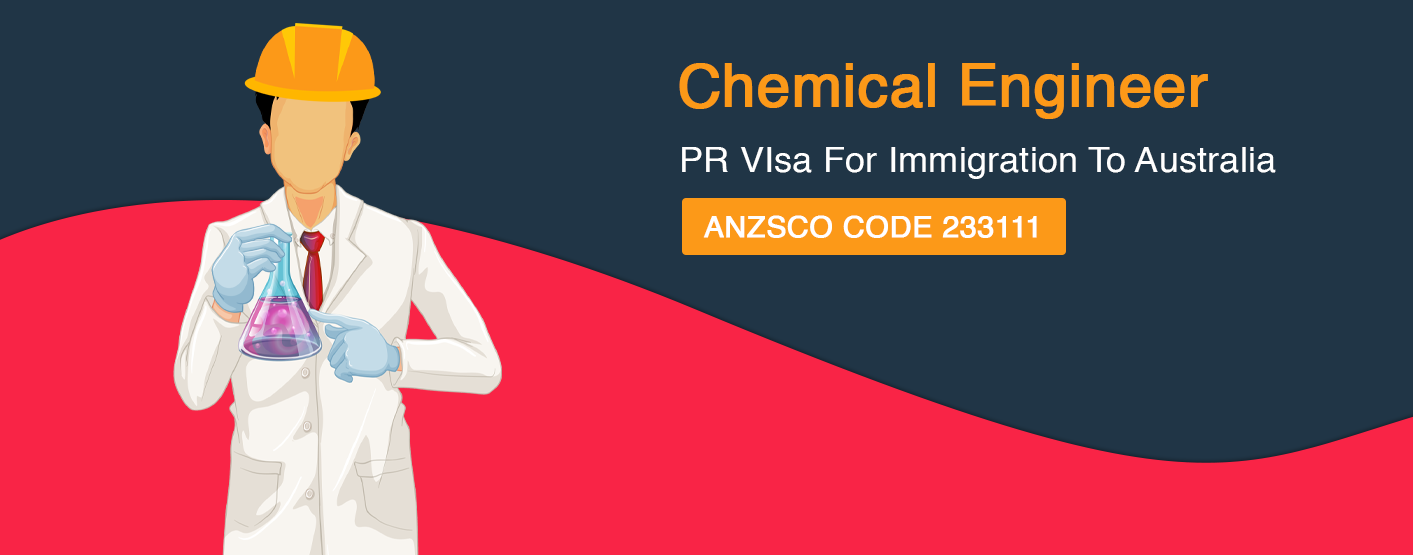 Chemical Engineer
PR VIsa For Immigration To Australia
ANZSCO CODE 233111